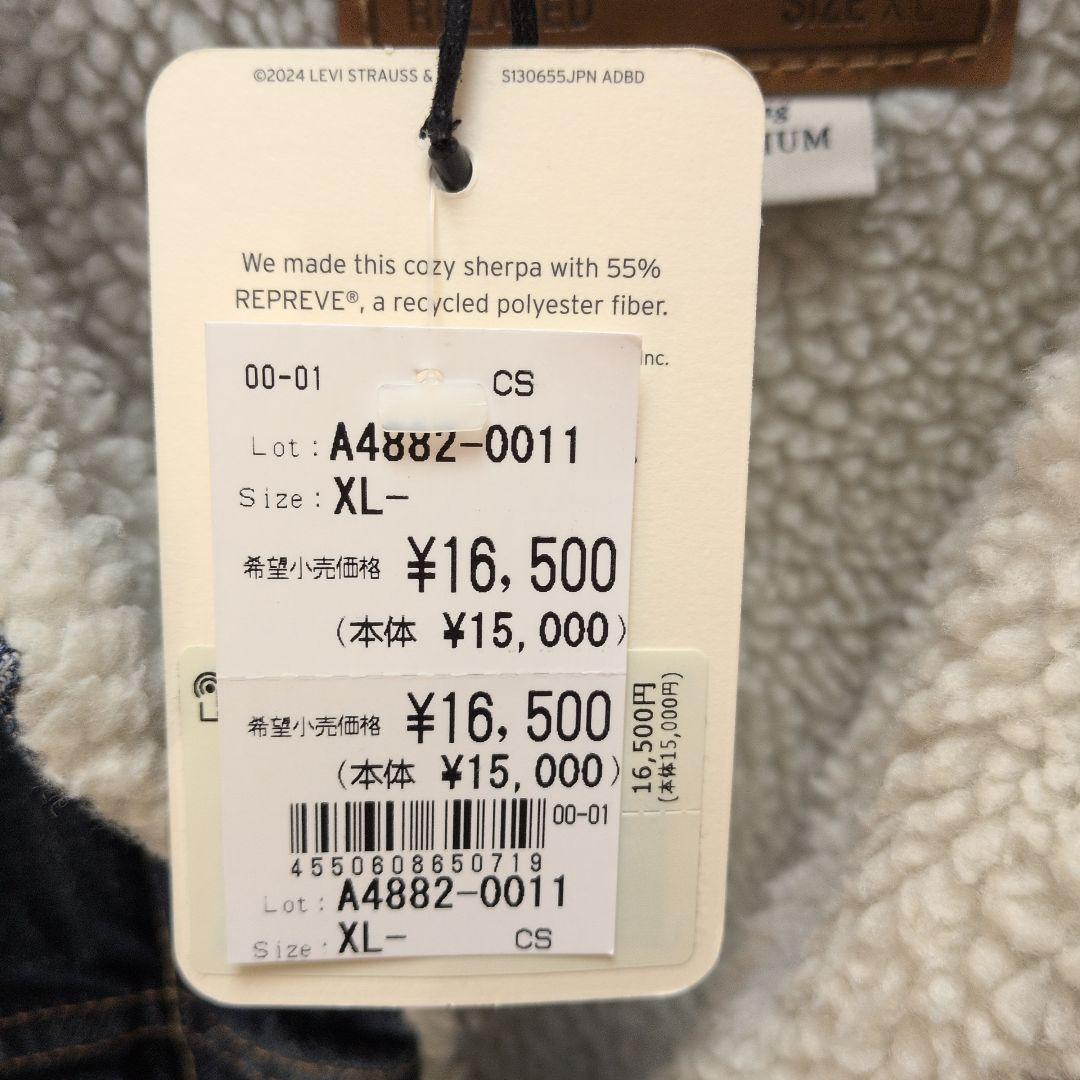 RELAXED
SIZE XL
©2024 LEVI STRAUSS &
S130655JPN ADBD
We made this cozy sherpa with 55%
REPREVE®, a recycled polyester fiber.
Inc.
00-01 CS
Lot: A4882-0011
Size: XL-
希望小売価格 ¥16,500
(本体 ¥15,000)
希望小売価格 ¥16,500
(本体 ¥15,000)
00-01
4550608650719
Lot: A4882-0011
Size: XL- CS
16,500円
(本体15,000円)